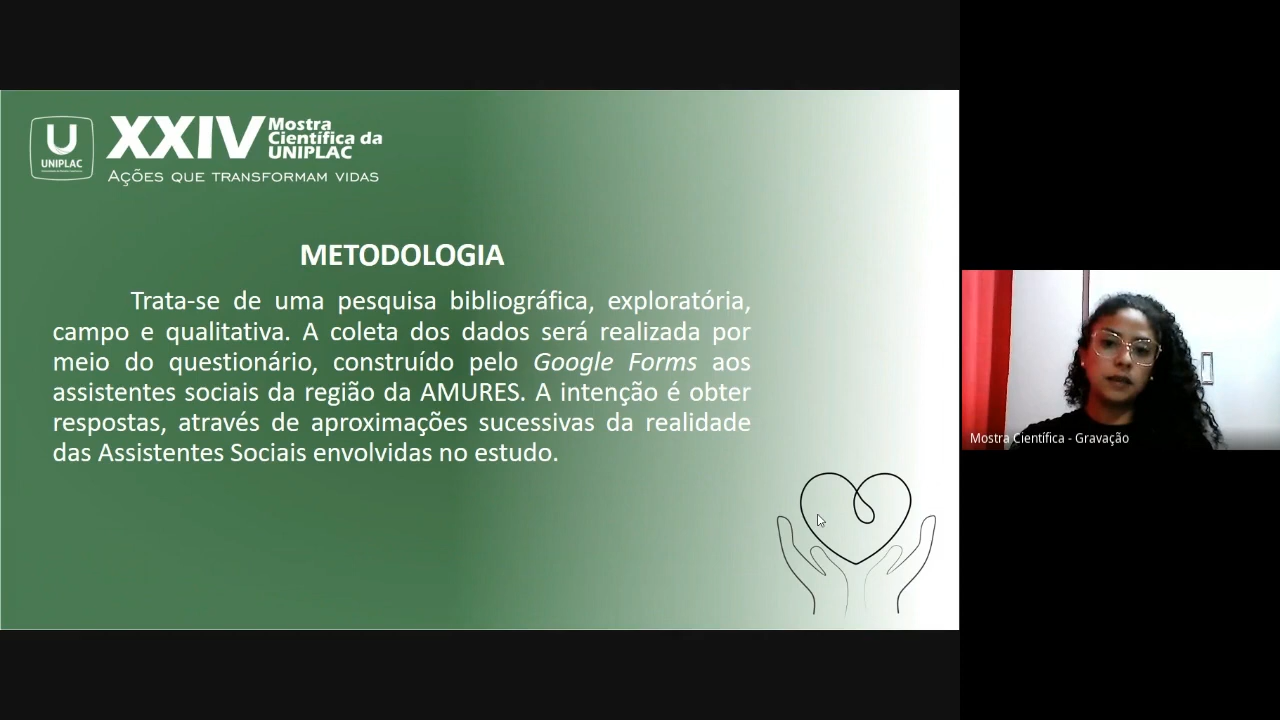 U
UNIPLAC
XXIV Mostra
Científica da
UNIPLAC
AÇÕES QUE TRANSFORMAM VIDAS
METODOLOGIA
Trata-se de uma pesquisa bibliográfica, exploratória,
campo e qualitativa. A coleta dos dados será realizada por
meio do questionário, construído pelo Google Forms aos
assistentes sociais da região da AMURES. A intenção é obter
respostas, através de aproximações sucessivas da realidade
das Assistentes Sociais envolvidas no estudo.
Mostra Científica - Gravação